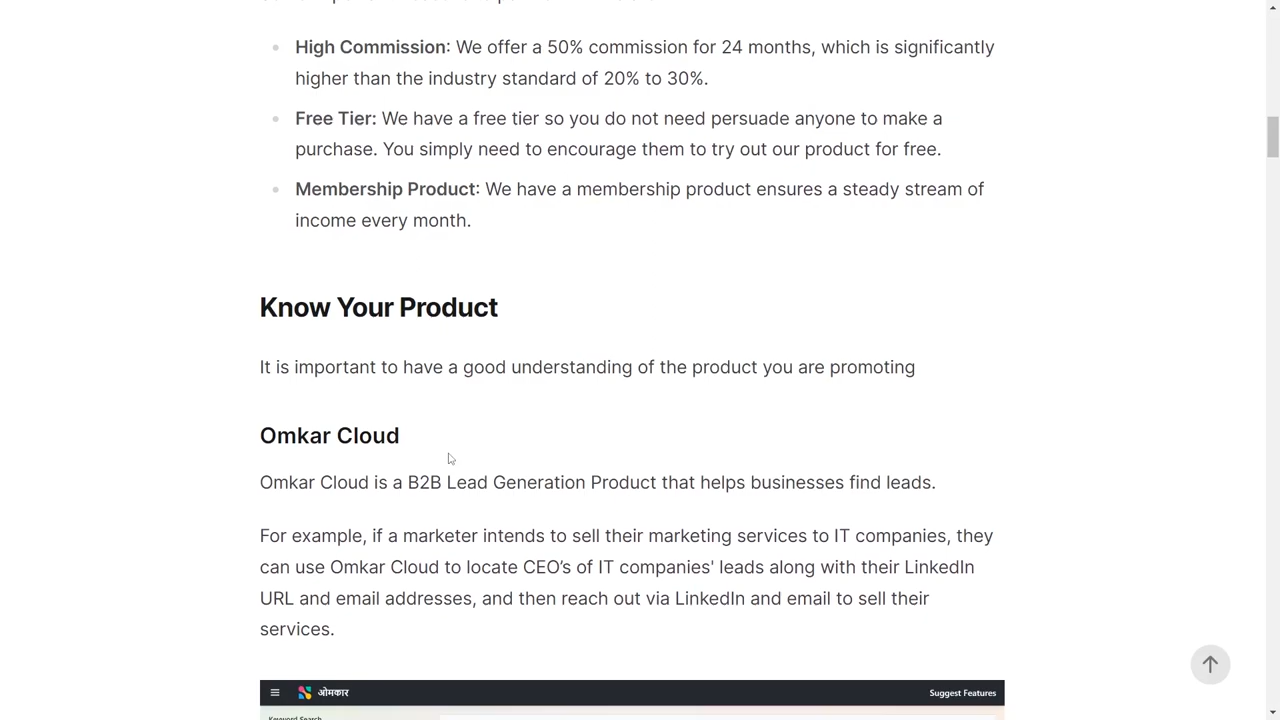 High Commission: We offer a 50% commission for 24 months, which is significantly
higher than the industry standard of 20% to 30%.
Free Tier: We have a free tier so you do not need persuade anyone to make a
purchase. You simply need to encourage them to try out our product for free.
Membership Product: We have a membership product ensures a steady stream of
income every month.
Know Your Product
It is important to have a good understanding of the product you are promoting
Omkar Cloud
Omkar Cloud is a B2B Lead Generation Product that helps businesses find leads.
For example, if a marketer intends to sell their marketing services to IT companies, they
can use Omkar Cloud to locate CEO's of IT companies' leads along with their LinkedIn
URL and email addresses, and then reach out via LinkedIn and email to sell their
services.
ओमकार Suggest Features
Keyword Search